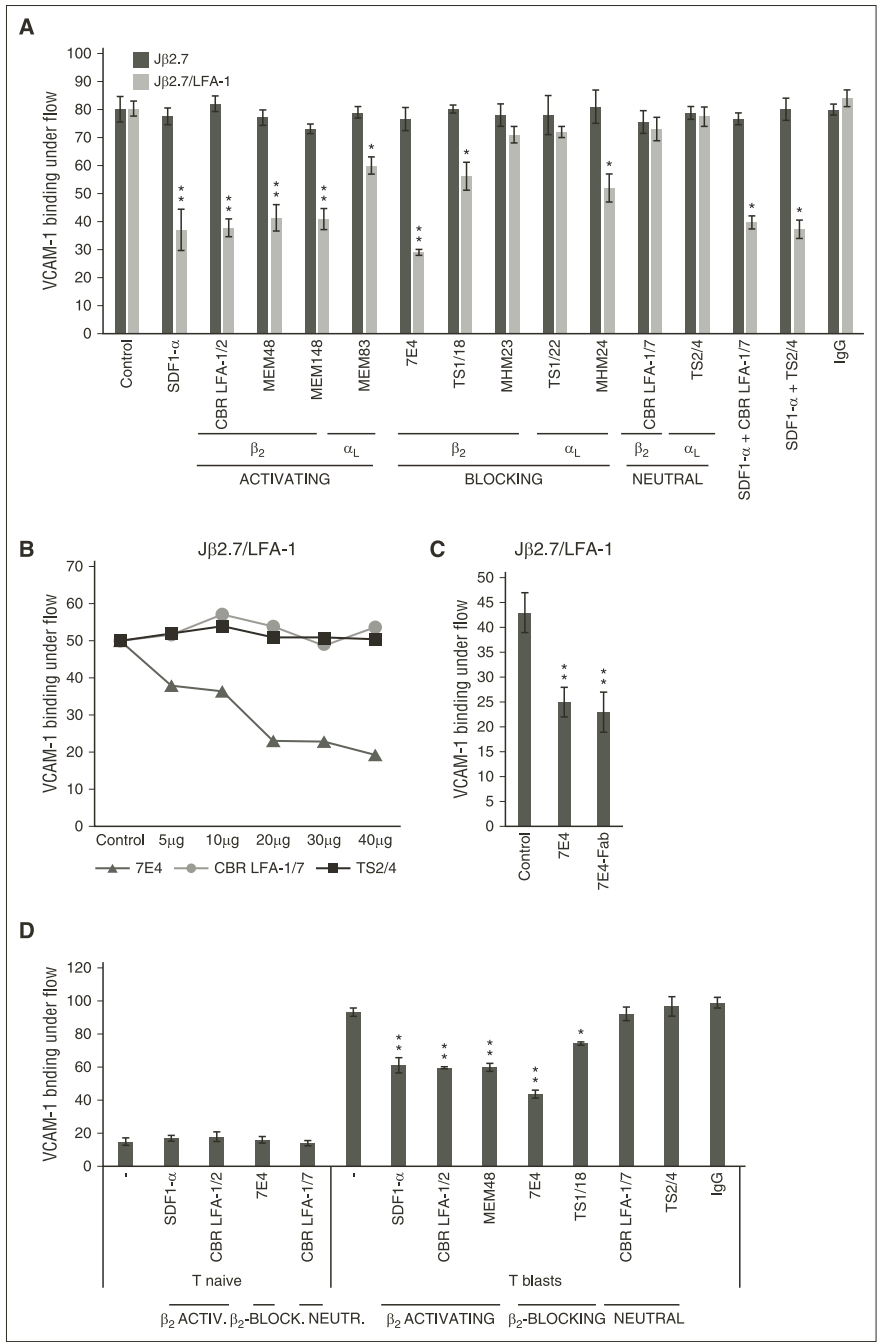 A
100
90
80
70
60
50
40
30
20
10
0
VCAM-1 binding under flow
Jβ2.7
Jβ2.7/LFA-1
* *
* *
* *
* *
*
* *
*
*
*
*
Control
SDF1-α
CBR LFA-1/2
MEM48
MEM148
MEM83
7E4
TS1/18
MHM23
TS1/22
MHM24
CBR LFA-1/7
TS2/4
SDF1-α + CBR LFA-1/7
SDF1-α + TS2/4
IgG
β2 αL β2 αL β2 αL
ACTIVATING BLOCKING NEUTRAL
B
Jβ2.7/LFA-1
70
60
50
40
30
20
10
0
VCAM-1 binding under flow
Control 5μg 10μg 20μg 30μg 40μg
7E4 CBR LFA-1/7 TS2/4
C
Jβ2.7/LFA-1
50
45
40
35
30
25
20
15
10
5
0
VCAM-1 binding under flow
* *
* *
Control
7E4
7E4-Fab
D
120
100
80
60
40
20
0
VCAM-1 bnding under flow
* *
* *
* *
* *
*
-
SDF1-α
CBR LFA-1/2
7E4
CBR LFA-1/7
-
SDF1-α
CBR LFA-1/2
MEM48
7E4
TS1/18
CBR LFA-1/7
TS2/4
IgG
T naive T blasts
β2 ACTIV. β2-BLOCK. NEUTR. β2 ACTIVATING β2-BLOCKING NEUTRAL